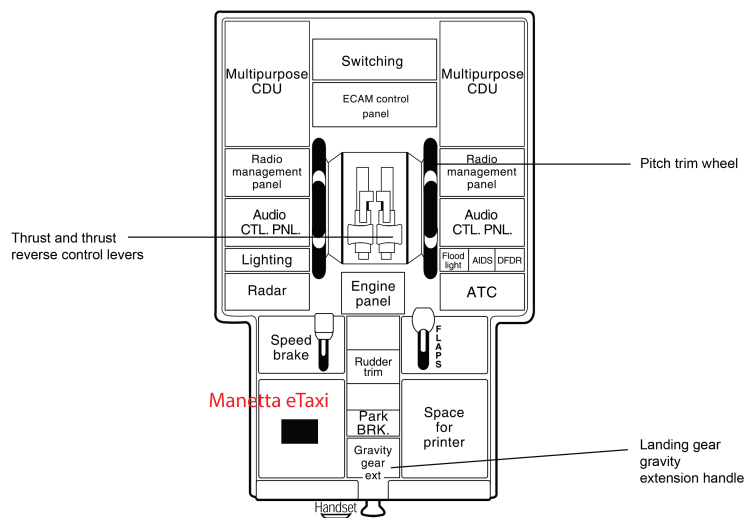 Multipurpose
CDU
Switching
ECAM control
panel
Multipurpose
CDU
Radio
management
panel
Radio
management
panel
Pitch trim wheel
Audio
CTL. PNL.
Audio
CTL. PNL.
Thrust and thrust
reverse control levers
Lighting
Flood
light
AIDS
DFDR
Radar
Engine
panel
ATC
Speed
brake
FLAPS
Rudder
trim
Manetta eTaxi
Park
BRK.
Space
for
printer
Gravity
gear
ext
Landing gear
gravity
extension handle
Handset